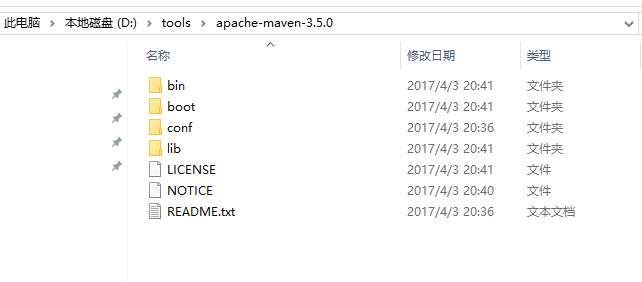 此电脑 > 本地磁盘 (D:) > tools > apache-maven-3.5.0
名称 修改日期 类型
bin 2017/4/3 20:41 文件夹
boot 2017/4/3 20:41 文件夹
conf 2017/4/3 20:36 文件夹
lib 2017/4/3 20:41 文件夹
LICENSE 2017/4/3 20:41 文件
NOTICE 2017/4/3 20:40 文件
README.txt 2017/4/3 20:36 文本文档